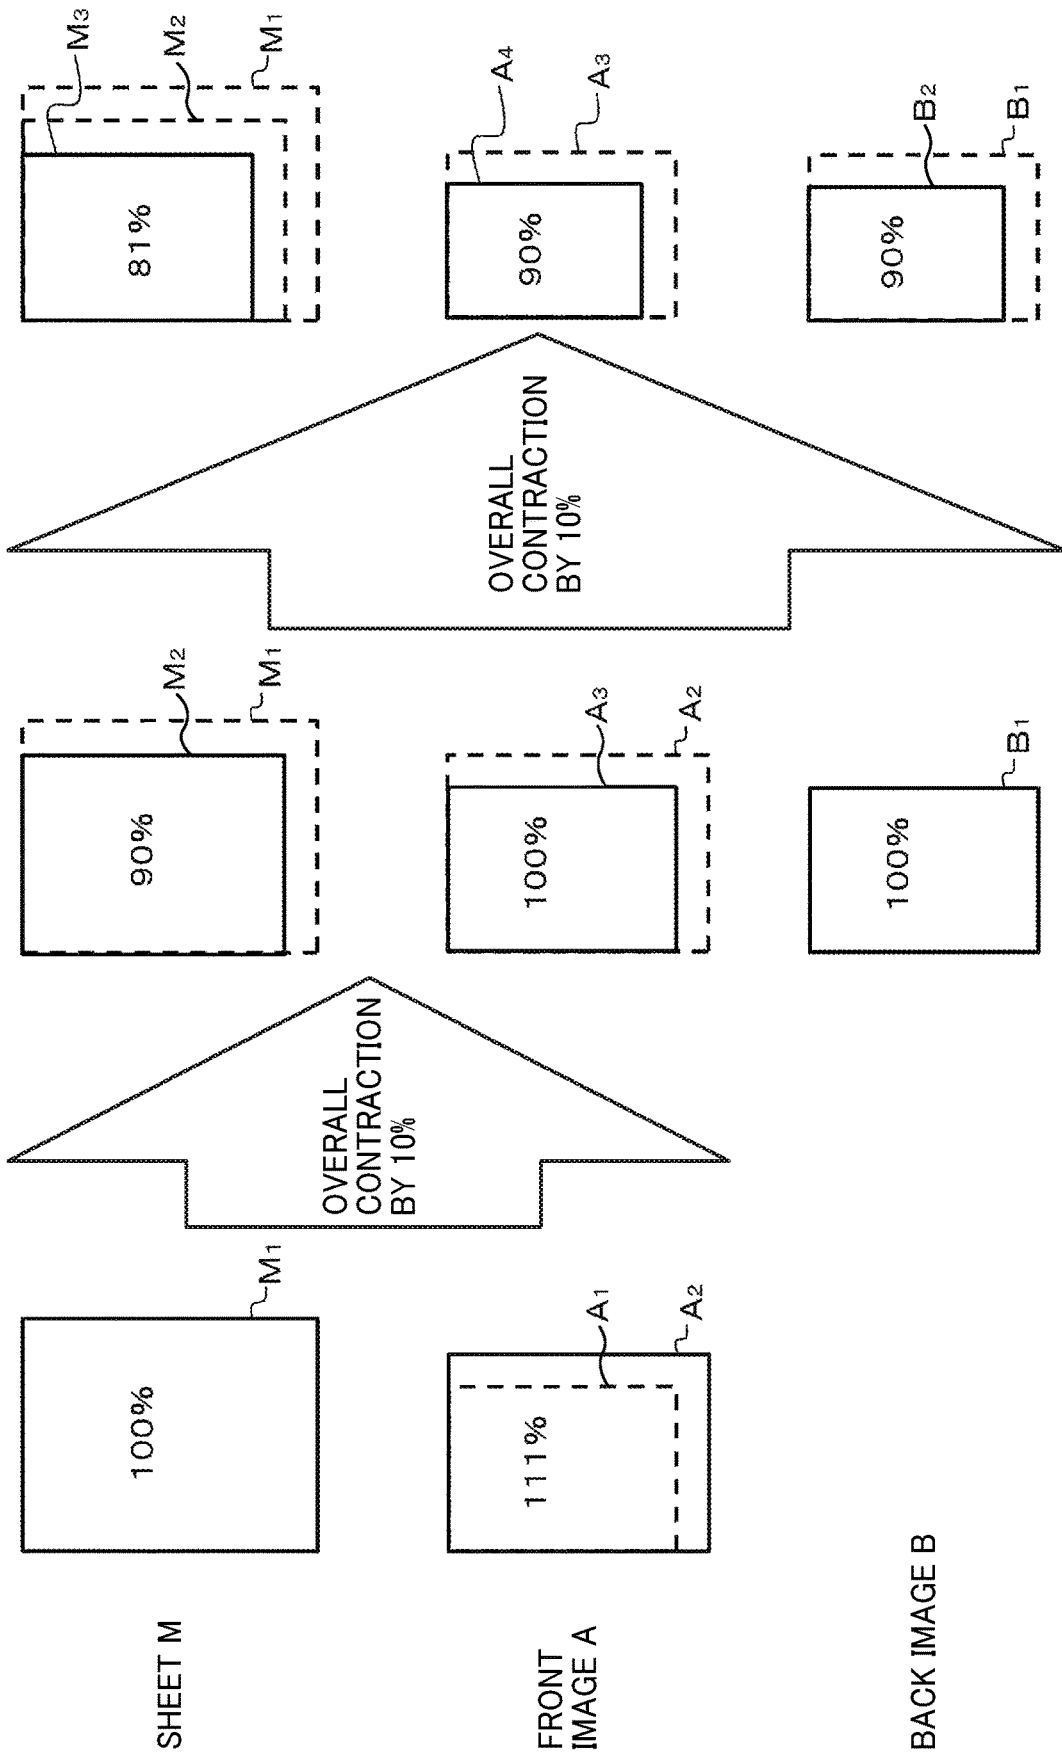 SHEET M
100%
M1
OVERALL
CONTRACTION
BY 10%
90%
M2
M1
OVERALL
CONTRACTION
BY 10%
81%
M3
M2
M1
FRONT
IMAGE A
111%
A1
A2
100%
A3
A2
90%
A4
A3
BACK IMAGE B
100%
B1
90%
B2
B1